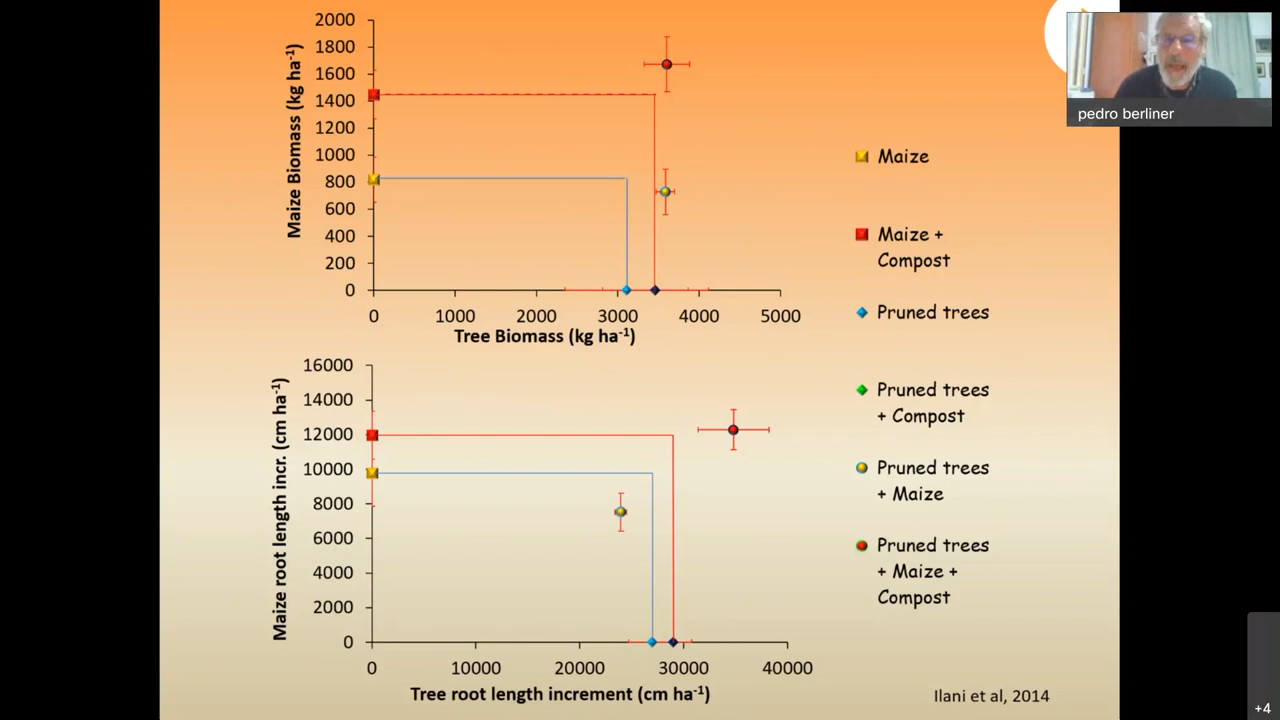 2000
1800
1600
1400
1200
1000
800
600
400
200
0
Maize Biomass (kg ha-1)
0 1000 2000 3000 4000 5000
Tree Biomass (kg ha-1)
16000
14000
12000
10000
8000
6000
4000
2000
0
Maize root length incr. (cm ha-1)
0 10000 20000 30000 40000
Tree root length increment (cm ha-1)
pedro berliner
Maize
Maize +
Compost
Pruned trees
Pruned trees
+ Compost
Pruned trees
+ Maize
Pruned trees
+ Maize +
Compost
Ilani et al, 2014
+4